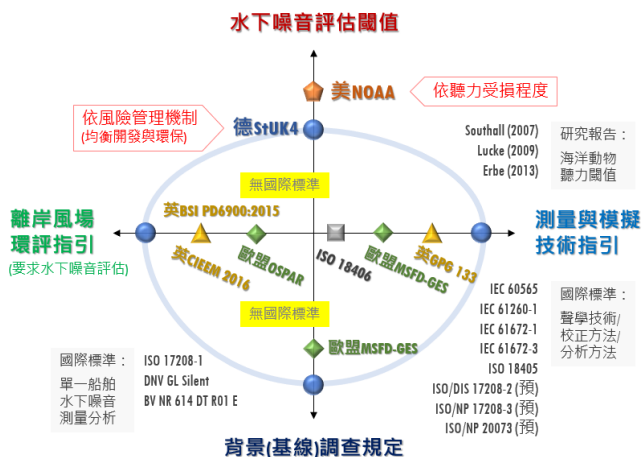 水下噪音評估閾值
美NOAA
依聽力受損程度
依風險管理機制
(均衡開發與環保)
德StUK4
Southall (2007)
Lucke (2009)
Erbe (2013)
研究報告：
海洋動物
聽力閾值
無國際標準
英BSI PD6900:2015
離岸風場
環評指引
(要求水下噪音評估)
英CIEEM 2016
歐盟OSPAR
ISO 18406
歐盟MSFD-GES
英GPG 133
測量與模擬
技術指引
IEC 60565
IEC 61260-1
IEC 61672-1
IEC 61672-3
ISO 18405
ISO/DIS 17208-2 (預)
ISO/NP 17208-3 (預)
ISO/NP 20073 (預)
國際標準：
聲學技術/
校正方法/
分析方法
無國際標準
歐盟MSFD-GES
國際標準：
單一船舶
水下噪音
測量分析
ISO 17208-1
DNV GL Silent
BV NR 614 DT R01 E
背景(基線)調查規定